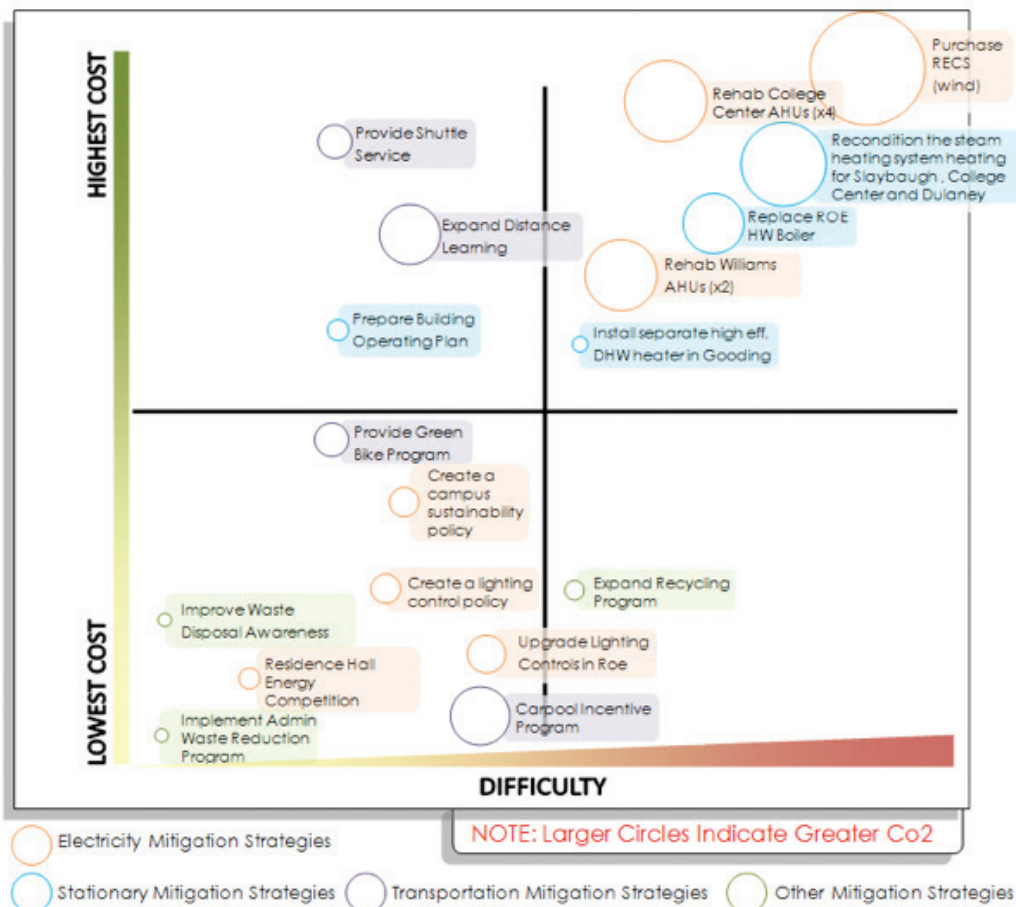 HIGHEST COST
LOWEST COST
Purchase
RECS
(wind)
Rehab College
Center AHUs (x4)
Provide Shuttle
Service
Recondition the steam
heating system heating
for Slaybaugh , College
Center and Dulaney
Expand Distance
Learning
Replace ROE
HW Boiler
Rehab Williams
AHUs (x2)
Prepare Building
Operating Plan
Install separate high eff.
DHW heater in Gooding
Provide Green
Bike Program
Create a
campus
sustainability
policy
Create a lighting
control policy
Expand Recycling
Program
Improve Waste
Disposal Awareness
Upgrade Lighting
Controls in Roe
Residence Hall
Energy
Competition
Carpool Incentive
Program
Implement Admin
Waste Reduction
Program
DIFFICULTY
NOTE: Larger Circles Indicate Greater Co2
Electricity Mitigation Strategies
Stationary Mitigation Strategies
Transportation Mitigation Strategies
Other Mitigation Strategies